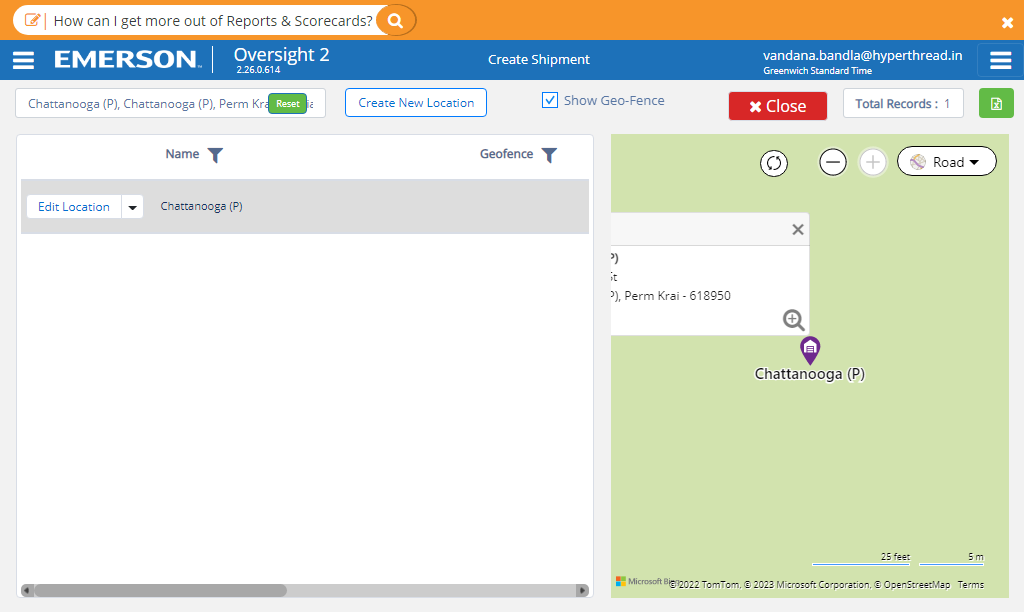 How can I get more out of Reports & Scorecards?
EMERSON
Oversight 2
2.26.0.614
Create Shipment
vandana.bandla@hyperthread.in
Greenwich Standard Time
Chattanooga (P), Chattanooga (P), Perm
Reset
Create New Location
Show Geo-Fence
Close
Total Records : 1
Name
Geofence
Edit Location
Chattanooga (P)
Road
P)
St
P), Perm Krai - 618950
Chattanooga (P)
25 feet
5 m
Microsoft
©2022 TomTom, © 2023 Microsoft Corporation, © OpenStreetMap Terms